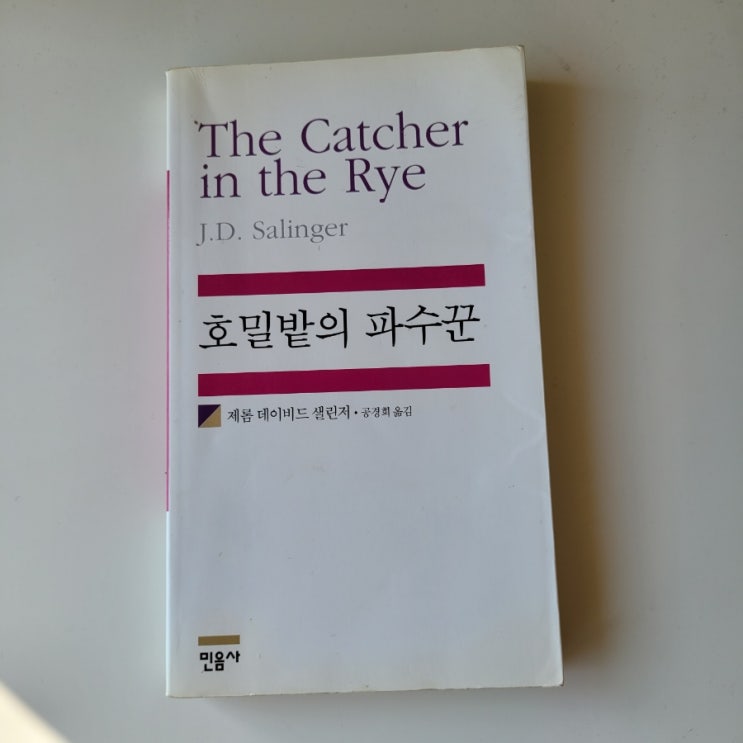 The Catcher
in the Rye
J.D. Salinger
호밀밭의 파수꾼
제롬 데이비드 샐린저 · 공경희 옮김
민음사